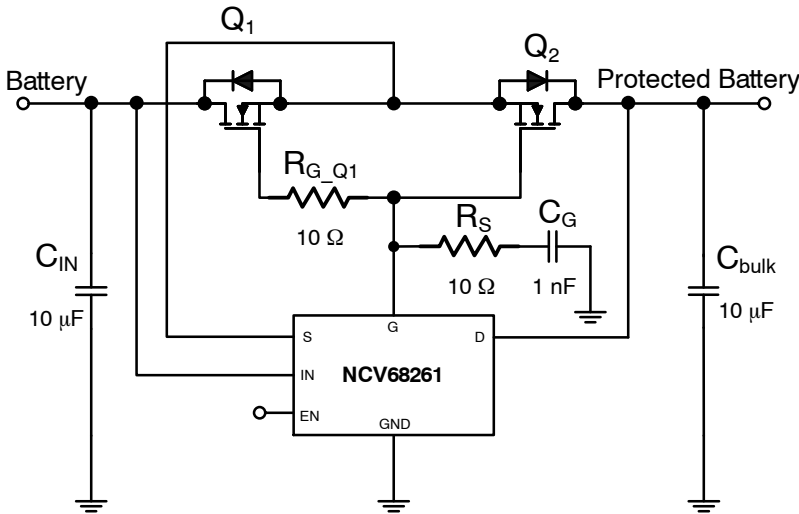 Q1
Q2
Battery
Protected Battery
RG_Q1
10 Ω
RS
10 Ω
CG
1 nF
CIN
10 μF
Cbulk
10 μF
G
S
D
IN
NCV68261
EN
GND